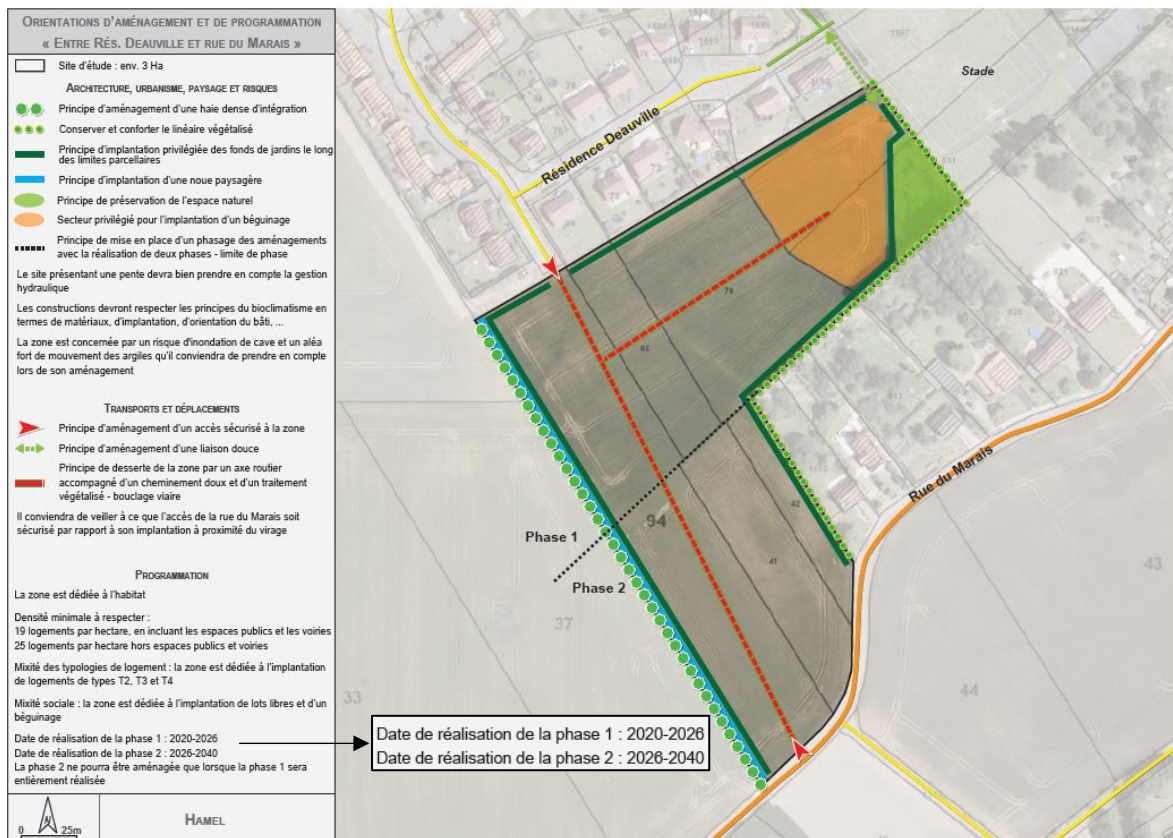 ORIENTATIONS D'AMÉNAGEMENT ET DE PROGRAMMATION
« ENTRE RÉS. DEAUVILLE ET RUE DU MARAIS »
Site d'étude : env. 3 Ha
ARCHITECTURE, URBANISME, PAYSAGE ET RISQUES
Principe d'aménagement d'une haie dense d'intégration
Conserver et conforter le linéaire végétalisé
Principe d'implantation privilégiée des fonds de jardins le long
des limites parcellaires
Principe d'implantation d'une noue paysagère
Principe de préservation de l'espace naturel
Secteur privilégié pour l'implantation d'un béguinage
Principe de mise en place d'un phasage des aménagements
avec la réalisation de deux phases - limite de phase
Le site présentant une pente devra bien prendre en compte la gestion
hydraulique
Les constructions devront respecter les principes du bioclimatisme en
termes de matériaux, d'implantation, d'orientation du bâti, ...
La zone est concernée par un risque d'inondation de cave et un aléa
fort de mouvement des argiles qu'il conviendra de prendre en compte
lors de son aménagement
TRANSPORTS ET DÉPLACEMENTS
Principe d'aménagement d'un accès sécurisé à la zone
Principe d'aménagement d'une liaison douce
Principe de desserte de la zone par un axe routier
accompagné d'un cheminement doux et d'un traitement
végétalisé - bouclage viaire
Il conviendra de veiller à ce que l'accès de la rue du Marais soit
sécurisé par rapport à son implantation à proximité du virage
PROGRAMMATION
La zone est dédiée à l'habitat
Densité minimale à respecter :
19 logements par hectare, en incluant les espaces publics et les voiries
25 logements par hectare hors espaces publics et voiries
Mixité des typologies de logement : la zone est dédiée à l'implantation
de logements de types T2, T3 et T4
Mixité sociale : la zone est dédiée à l'implantation de lots libres et d'un
béguinage
Date de réalisation de la phase 1 : 2020-2026
Date de réalisation de la phase 2 : 2026-2040
La phase 2 ne pourra être aménagée que lorsque la phase 1 sera
entièrement réalisée
N
0 25m
HAMEL
Stade
Résidence Deauville
Rue du Marais
Phase 1
Phase 2
94
37
33
41
42
43
44
Date de réalisation de la phase 1 : 2020-2026
Date de réalisation de la phase 2 : 2026-2040